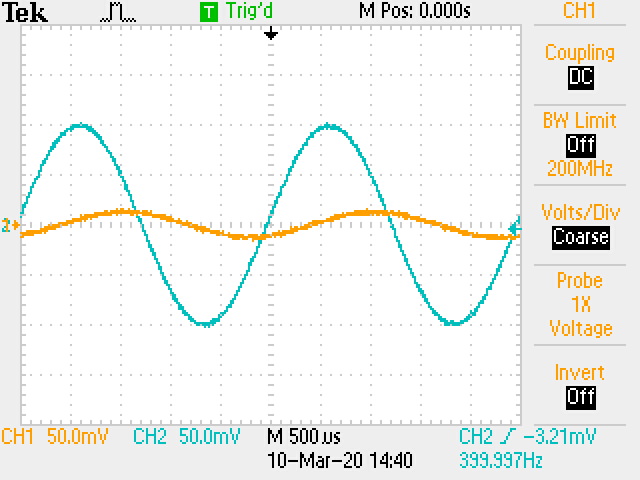 Tek T Trig'd M Pos: 0.000s CH1
Coupling
DC
BW Limit
Off
200MHz
Volts/Div
Coarse
Probe
1X
Voltage
Invert
Off
CH1 50.0mV CH2 50.0mV M 500µs CH2 -3.21mV
10-Mar-20 14:40 399.997Hz